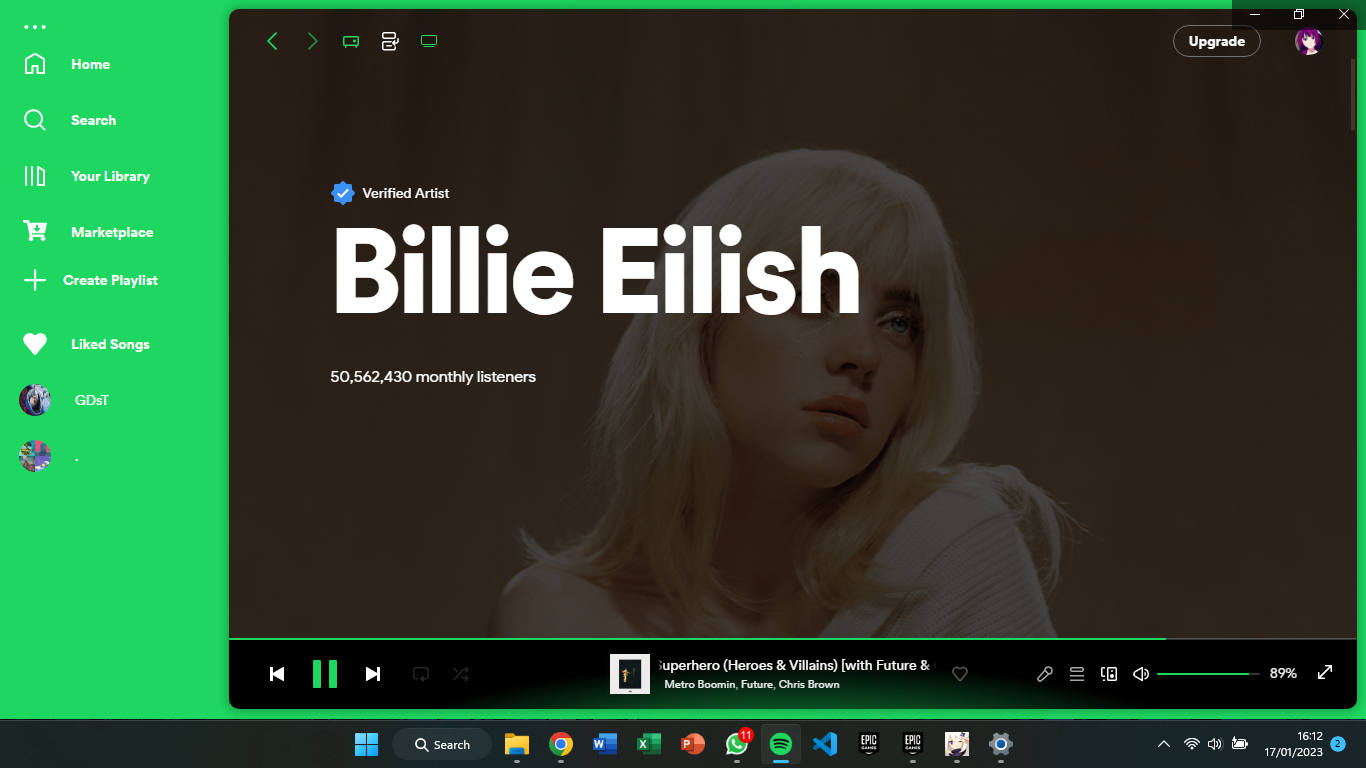 Home
Search
Your Library
Marketplace
Create Playlist
Liked Songs
GDsT
.
Upgrade
Verified Artist
Billie Eilish
50,562,430 monthly listeners
Superhero (Heroes & Villains) [with Future &
Metro Boomin, Future, Chris Brown
89%
Search
W
X
P
11
EPIC
GAMES
EPIC
GAMES
16:12
17/01/2023
2